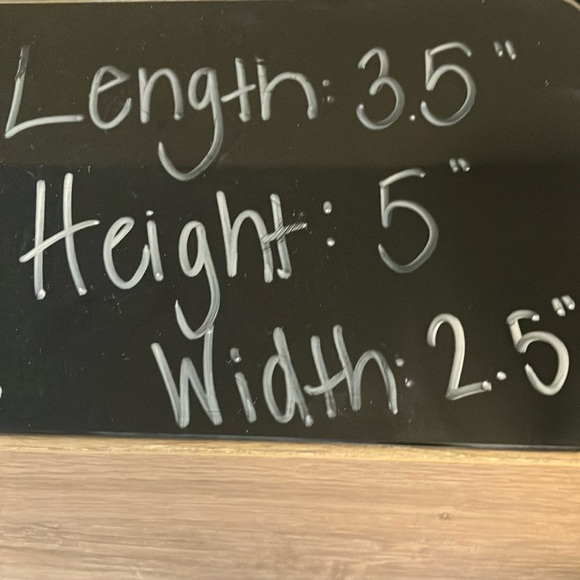 Length: 3.5"
Height: 5"
Width: 2.5"